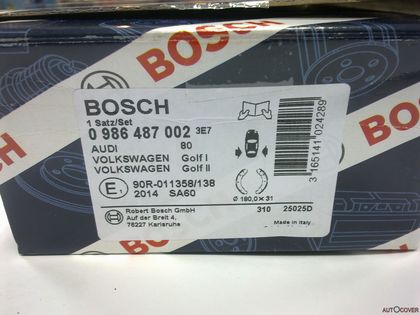 BOSCH
BOSCH
BOSCH
1 Satz/Set
0 986 487 002 3E7
AUDI 80
VOLKSWAGEN Golf I
VOLKSWAGEN Golf II
E1 90R-011358/138
2014 SA60
Robert Bosch GmbH
Auf der Breit 4,
76227 Karlsruhe
3 165141 024289
Ø 180,0 x 31
310 25025D
Made in Italy
AUTOCOVER